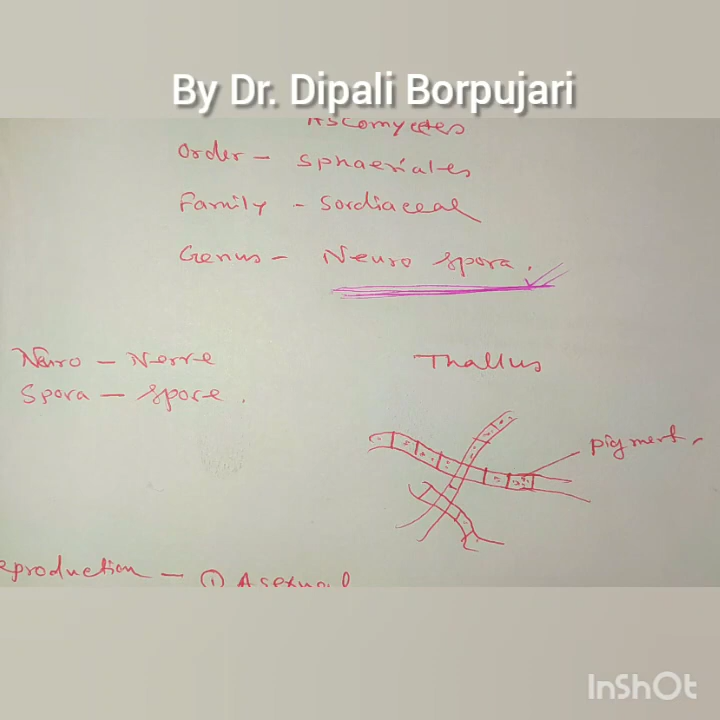 By Dr. Dipali Borpujari
Ascomycetes
Order – Sphaeriales
Family – Sordiaceae
Genus – Neuro spora.
Neuro – Nerve
Spora – spore.
Thallus
pigment
eproduction – ① Asexual
InShOt